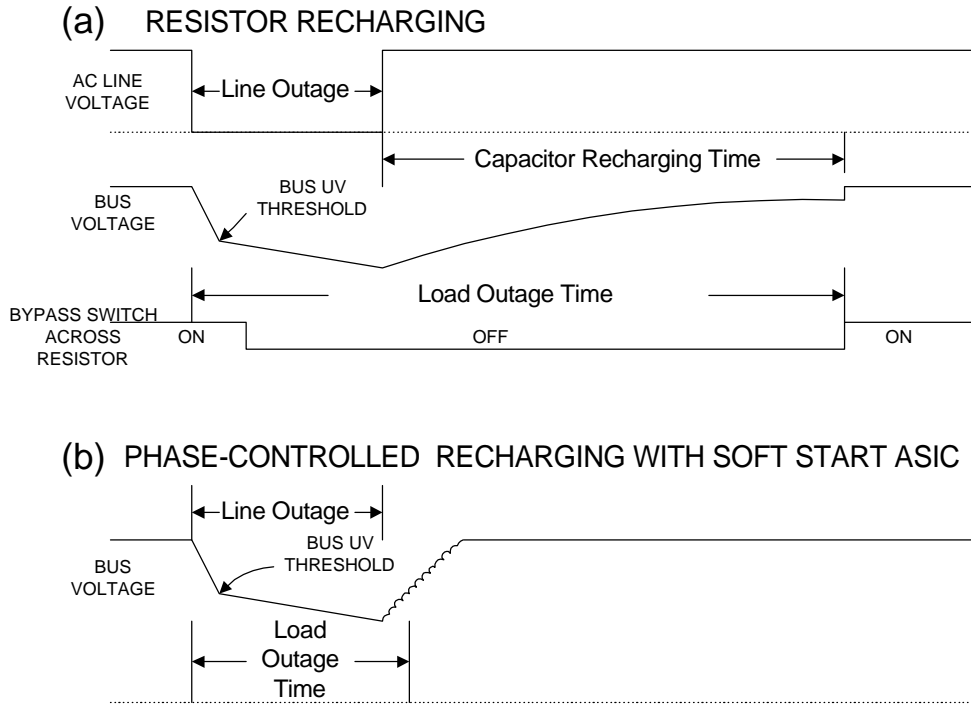 (a) RESISTOR RECHARGING
AC LINE
VOLTAGE
Line Outage
Capacitor Recharging Time
BUS
VOLTAGE
BUS UV
THRESHOLD
Load Outage Time
BYPASS SWITCH
ACROSS
RESISTOR
ON
OFF
ON
(b) PHASE-CONTROLLED RECHARGING WITH SOFT START ASIC
Line Outage
BUS UV
THRESHOLD
BUS
VOLTAGE
Load
Outage
Time